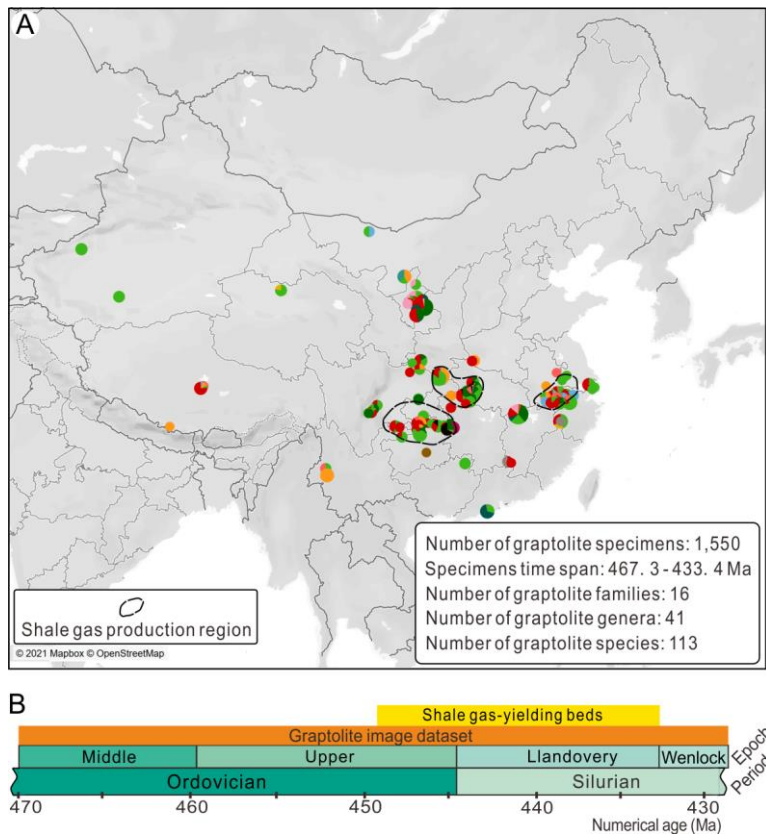 A
Number of graptolite specimens: 1,550
Specimens time span: 467. 3-433. 4 Ma
Number of graptolite families: 16
Number of graptolite genera: 41
Number of graptolite species: 113
Shale gas production region
© 2021 Mapbox © OpenStreetMap
B
Shale gas-yielding beds
Graptolite image dataset
Middle Upper Llandovery Wenlock Epoch
Ordovician Silurian Period
470 460 450 440 430
Numerical age (Ma)